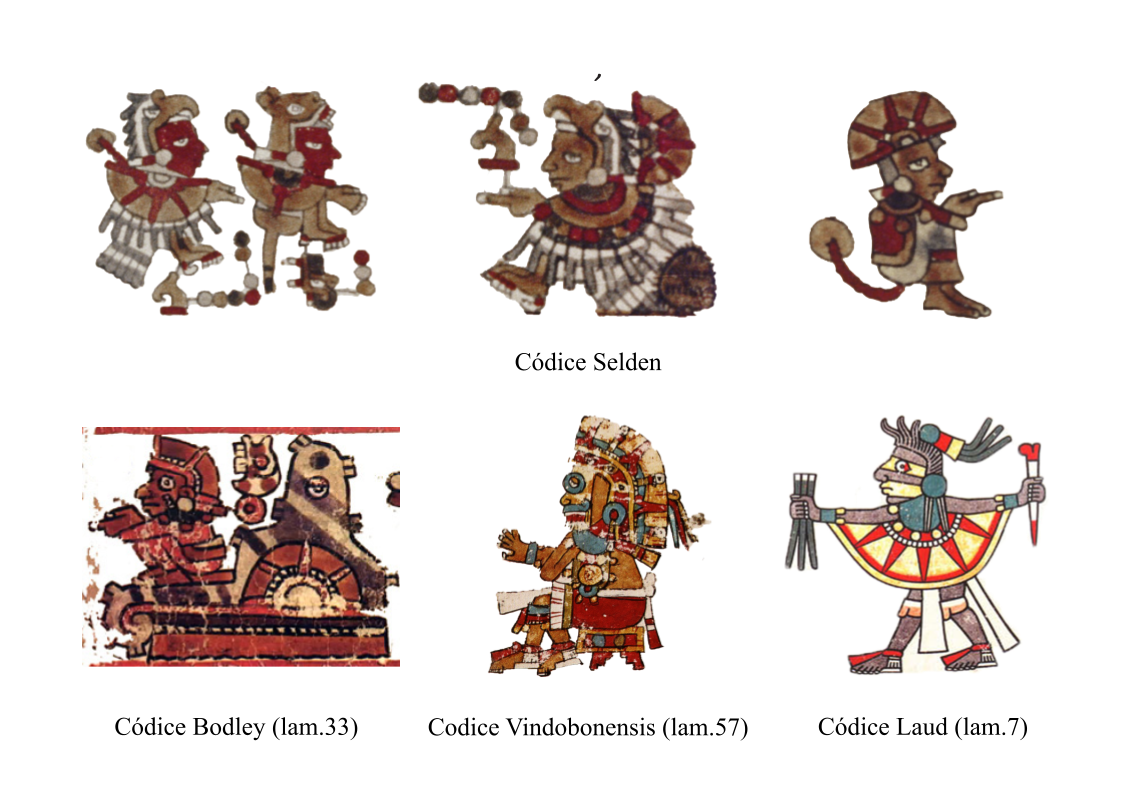 Códice Selden
Códice Bodley (lam.33)
Codice Vindobonensis (lam.57)
Códice Laud (lam.7)